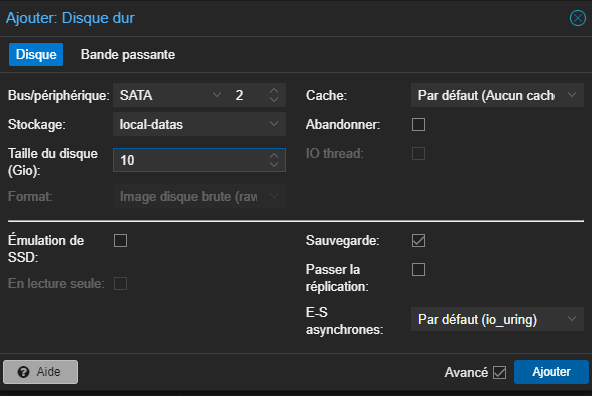 Ajouter: Disque dur
Disque Bande passante
Bus/périphérique: SATA 2 Cache: Par défaut (Aucun cach
Stockage: local-datas Abandonner:
Taille du disque (Gio): 10 IO thread:
Format: Image disque brute (raw
Émulation de SSD: Sauvegarde:
En lecture seule: Passer la réplication:
E-S asynchrones: Par défaut (io_uring)
Aide Avancé Ajouter